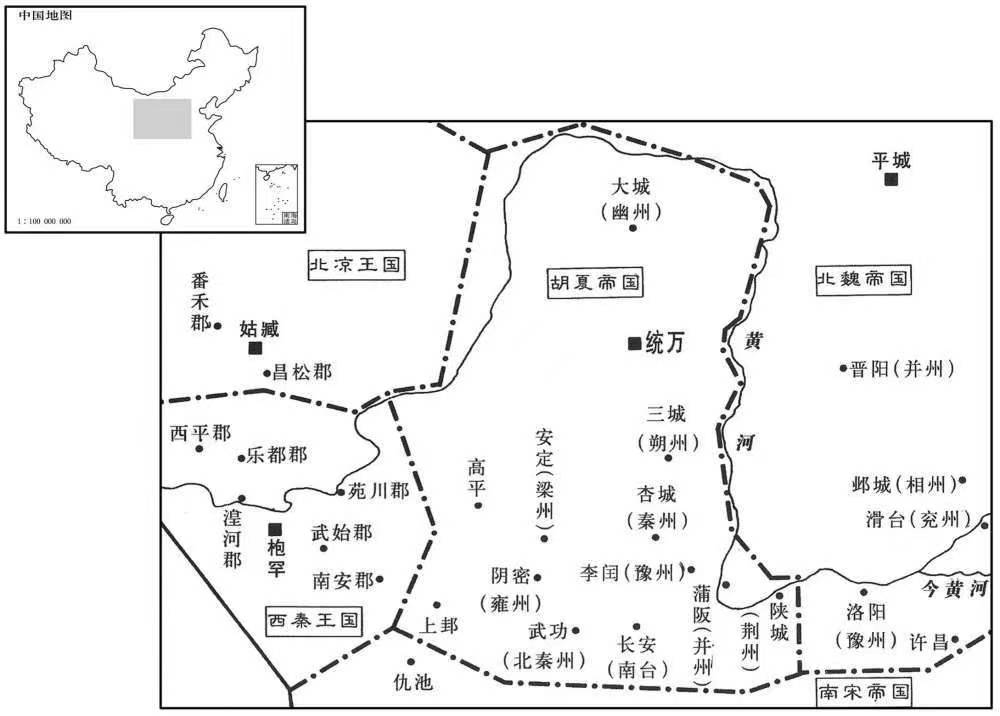 中国地图
1:100 000 000
南海
诸岛
平城
大城
(幽州)
北凉王国
胡夏帝国
北魏帝国
番禾郡
姑臧
统万
黄
河
昌松郡
晋阳(并州)
西平郡
乐都郡
三城
(朔州)
安定(梁州)
高平
苑川郡
杏城
(秦州)
邺城(相州)
滑台(兖州)
湟河郡
枹罕
武始郡
南安郡
阴密
(雍州)
李闰(豫州)
蒲阪(并州)
陕城
(荆州)
今黄河
洛阳
(豫州)
许昌
西秦王国
上邽
武功
(北秦州)
长安
(南台)
仇池
南宋帝国